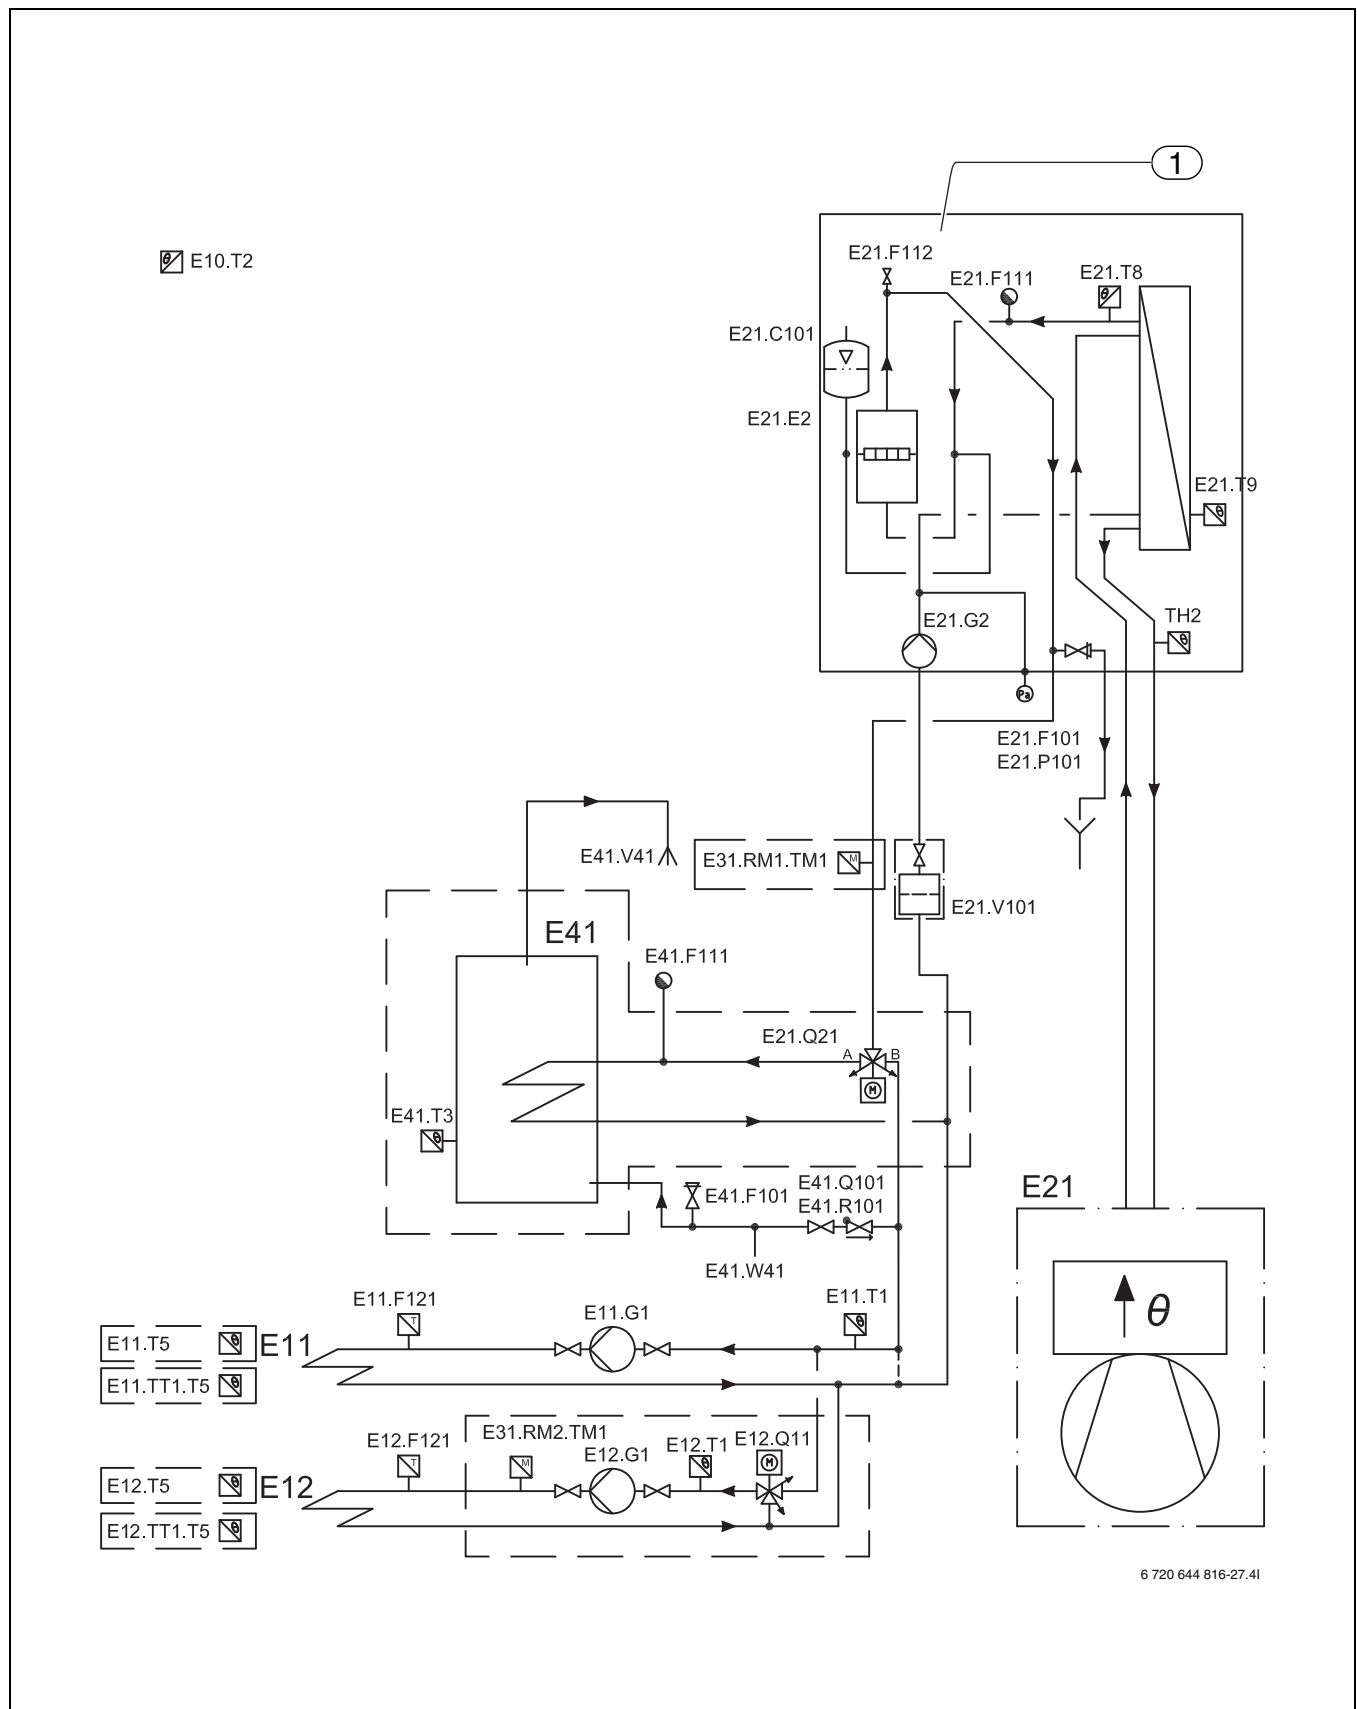 1
E10.T2
E21.F112
E21.F111
E21.T8
E21.C101
E21.E2
E21.T9
E21.G2
TH2
Pa
E21.F101
E21.P101
E41.V41
E31.RM1.TM1
M
E21.V101
E41
E41.F111
E21.Q21
A
B
M
E41.T3
E41.F101
E41.Q101
E41.R101
E41.W41
E21
θ
E11.F121
T
E11.G1
E11.T1
E11.T5
E11
E11.TT1.T5
E12.F121
T
E31.RM2.TM1
M
E12.G1
E12.T1
E12.Q11
M
E12.T5
E12
E12.TT1.T5
6 720 644 816-27.4I